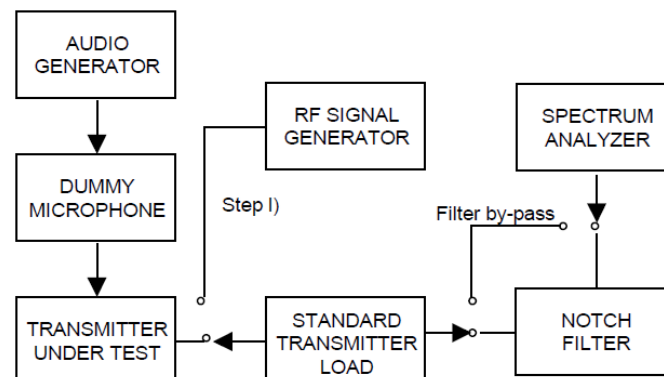 AUDIO
GENERATOR
RF SIGNAL
GENERATOR
SPECTRUM
ANALYZER
DUMMY
MICROPHONE
Step I)
Filter by-pass
TRANSMITTER
UNDER TEST
STANDARD
TRANSMITTER
LOAD
NOTCH
FILTER